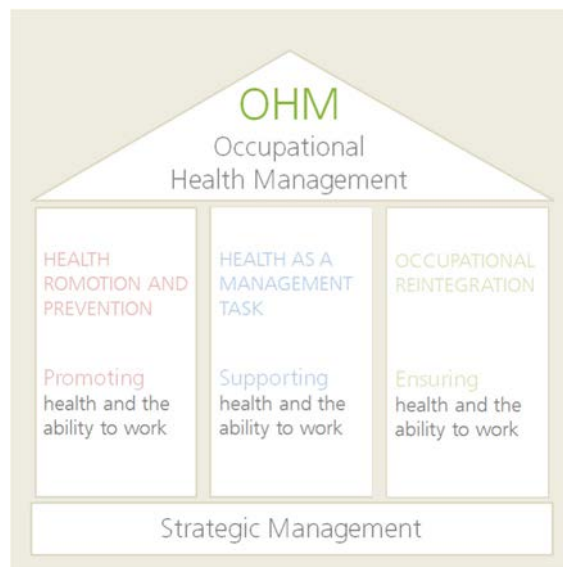 OHM
Occupational
Health Management
HEALTH
ROMOTION AND
PREVENTION
Promoting
health and the
ability to work
HEALTH AS A
MANAGEMENT
TASK
Supporting
health and the
ability to work
OCCUPATIONAL
REINTEGRATION
Ensuring
health and the
ability to work
Strategic Management